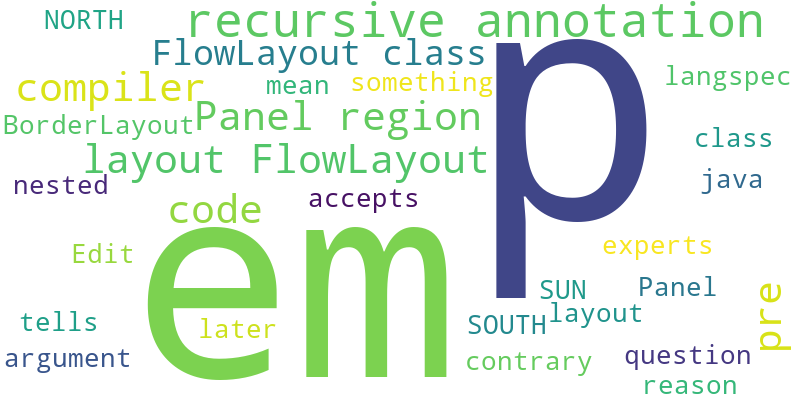 NORTH
recursive annotation
FlowLayout class
p
compiler
mean
something
langspec
BorderLayout
Panel region
class
layout FlowLayout
java
nested
accepts
code
em
Edit
experts
SUN
Panel
pre
tells
later
SOUTH
layout
argument
contrary
question
reason